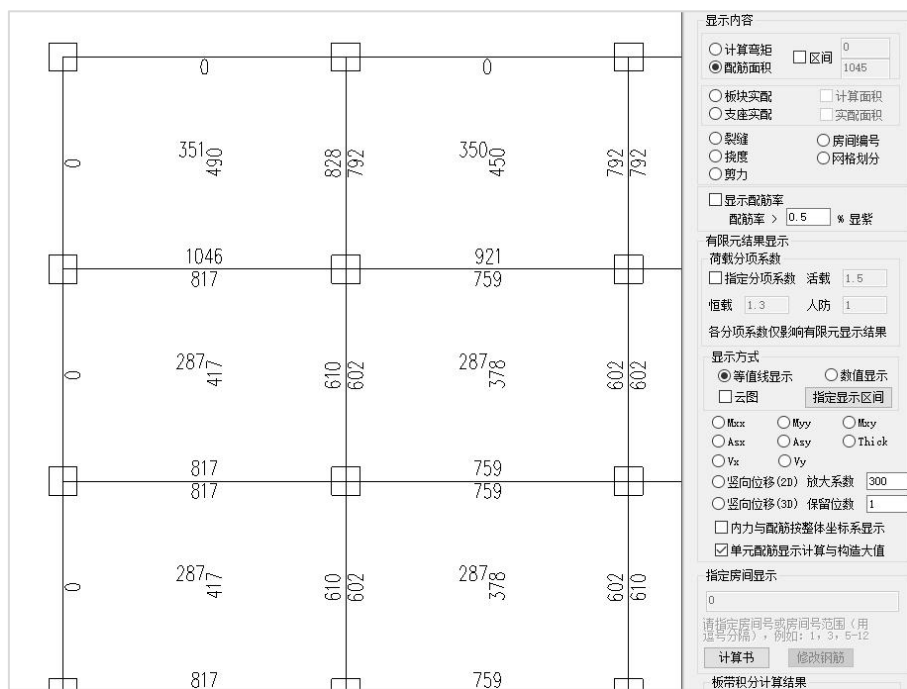 0 0
351 490 828 792 350 450 792 792
0
1046 921
817 759
287 417 610 602 287 378 602 602
0
817 759
817 759
287 417 610 602 287 378 602 610
0
817 759
显示内容
计算弯矩 区间 0
配筋面积 1045
板块实配 计算面积
支座实配 实配面积
裂缝 房间编号
挠度 网格划分
剪力
显示配筋率
配筋率 > 0.5 % 显紫
有限元结果显示
荷载分项系数
指定分项系数 活载 1.5
恒载 1.3 人防 1
各分项系数仅影响有限元显示结果
显示方式
等值线显示 数值显示
云图 指定显示区间
Mxx Myy Mxy
Asx Asy Thick
Vx Vy
竖向位移(2D) 放大系数 300
竖向位移(3D) 保留位数 1
内力与配筋按整体坐标系显示
单元配筋显示计算与构造大值
指定房间显示
0
请指定房间号或房间号范围（用
逗号分隔），例如：1，3，5-12
计算书 修改钢筋
板带积分计算结果